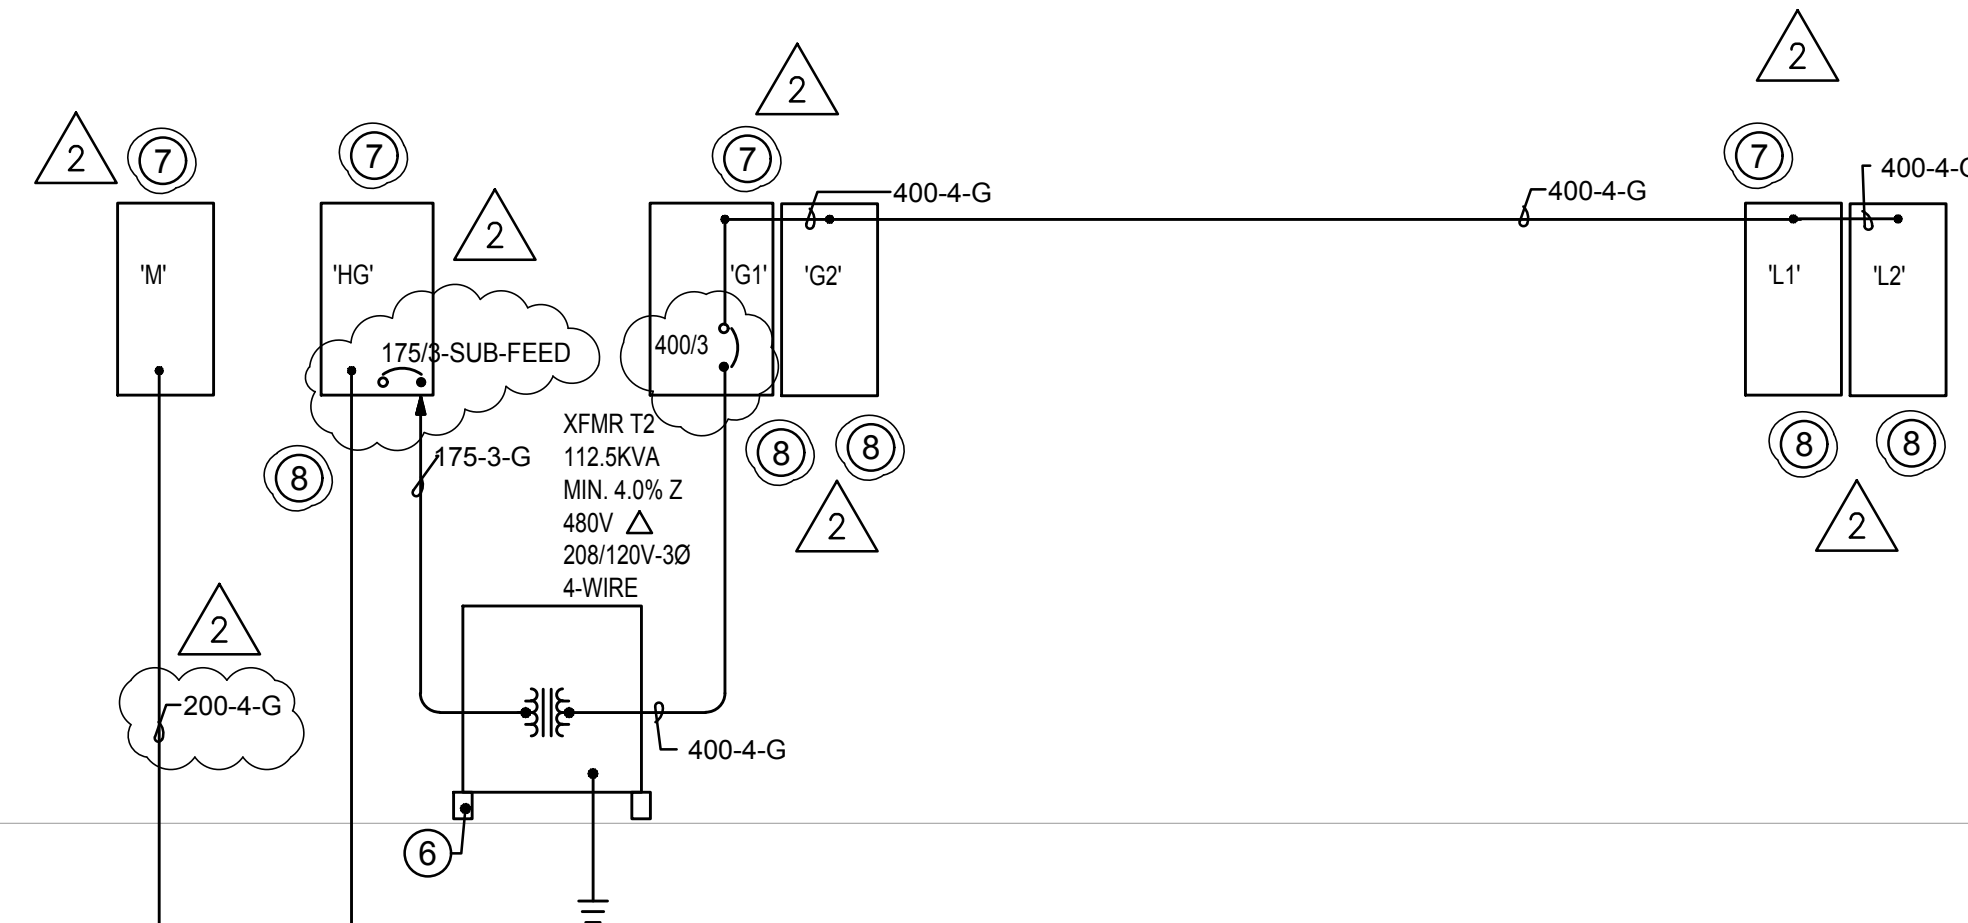 2
2
2
7
7
7
7
400-4-G
400-4-G
400-4-G
2
'M'
'HG'
'G1'
'G2'
'L1'
'L2'
175/3-SUB-FEED
400/3
XFMR T2
112.5KVA
MIN. 4.0% Z
480V
208/120V-3Ø
4-WIRE
175-3-G
8
8
8
8
8
2
2
2
200-4-G
400-4-G
6